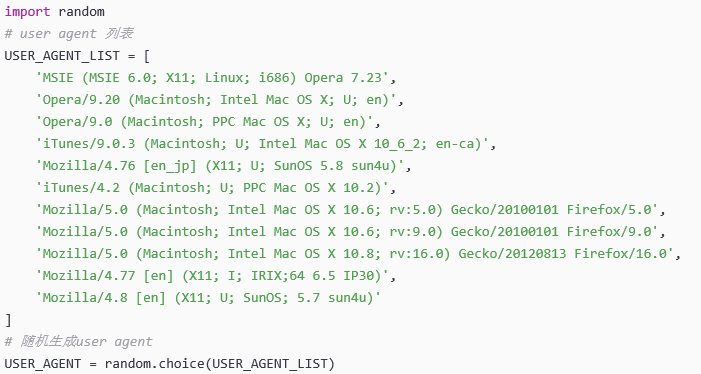 import random
# user agent 列表
USER_AGENT_LIST = [
    'MSIE (MSIE 6.0; X11; Linux; i686) Opera 7.23',
    'Opera/9.20 (Macintosh; Intel Mac OS X; U; en)',
    'Opera/9.0 (Macintosh; PPC Mac OS X; U; en)',
    'iTunes/9.0.3 (Macintosh; U; Intel Mac OS X 10_6_2; en-ca)',
    'Mozilla/4.76 [en_jp] (X11; U; SunOS 5.8 sun4u)',
    'iTunes/4.2 (Macintosh; U; PPC Mac OS X 10.2)',
    'Mozilla/5.0 (Macintosh; Intel Mac OS X 10.6; rv:5.0) Gecko/20100101 Firefox/5.0',
    'Mozilla/5.0 (Macintosh; Intel Mac OS X 10.6; rv:9.0) Gecko/20100101 Firefox/9.0',
    'Mozilla/5.0 (Macintosh; Intel Mac OS X 10.8; rv:16.0) Gecko/20120813 Firefox/16.0',
    'Mozilla/4.77 [en] (X11; I; IRIX;64 6.5 IP30)',
    'Mozilla/4.8 [en] (X11; U; SunOS; 5.7 sun4u)'
]
# 随机生成user agent
USER_AGENT = random.choice(USER_AGENT_LIST)